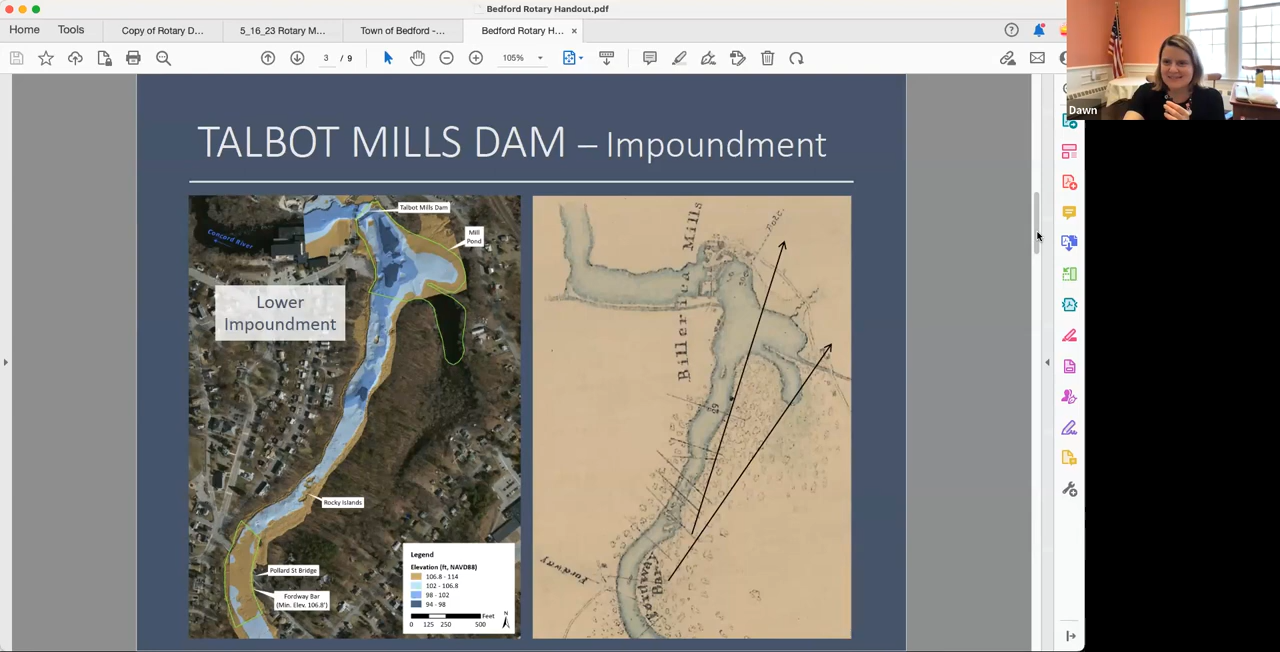 Bedford Rotary Handout.pdf
Home
Tools
Copy of Rotary D...
5_16_23 Rotary M...
Town of Bedford -...
Bedford Rotary H... ×
3 / 9
105%
Dawn
TALBOT MILLS DAM – Impoundment
Talbot Mills Dam
Concord River
Mill
Pond
Lower
Impoundment
Rocky Islands
Pollard St Bridge
Fordway Bar
(Min. Elev. 106.8')
Legend
Elevation (ft, NAVD88)
106.8 - 114
102 - 106.8
98 - 102
94 - 98
Feet
0 125 250 500
N
Billerica Mills
Fordway
Fordway
Bar